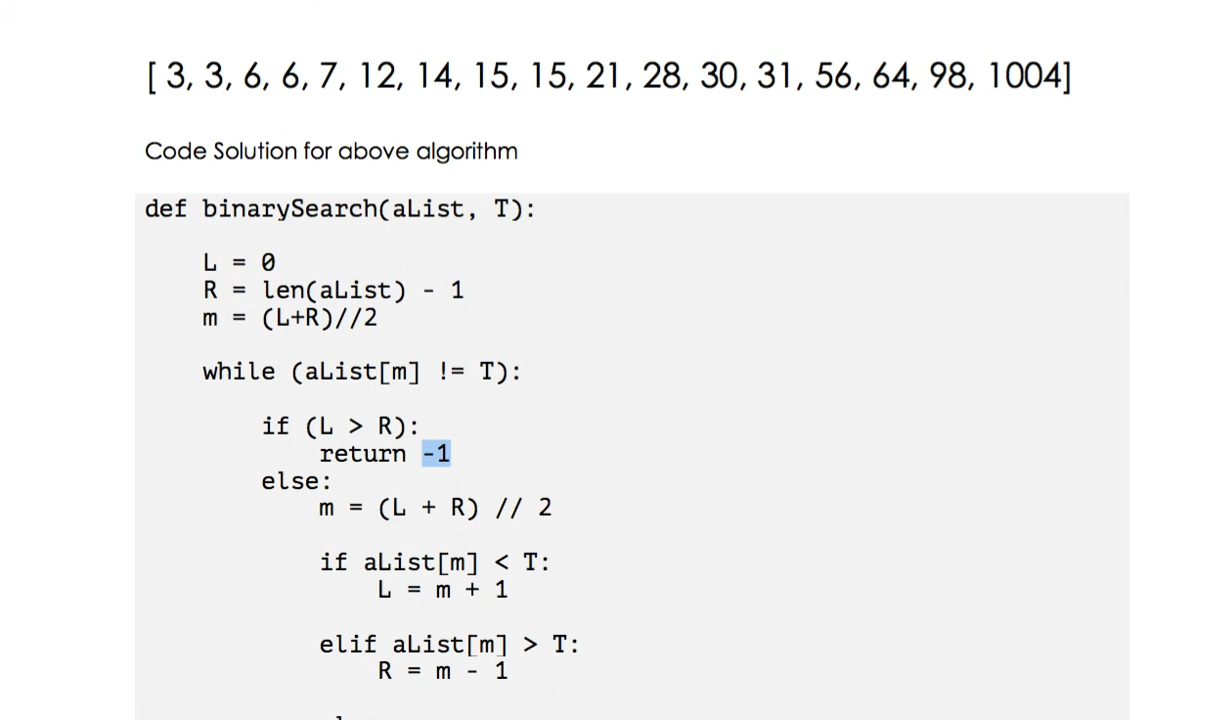 [ 3, 3, 6, 6, 7, 12, 14, 15, 15, 21, 28, 30, 31, 56, 64, 98, 1004]
Code Solution for above algorithm
def binarySearch(aList, T):
L = 0
R = len(aList) - 1
m = (L+R)//2
while (aList[m] != T):
if (L > R):
return -1
else:
m = (L + R) // 2
if aList[m] < T:
L = m + 1
elif aList[m] > T:
R = m - 1